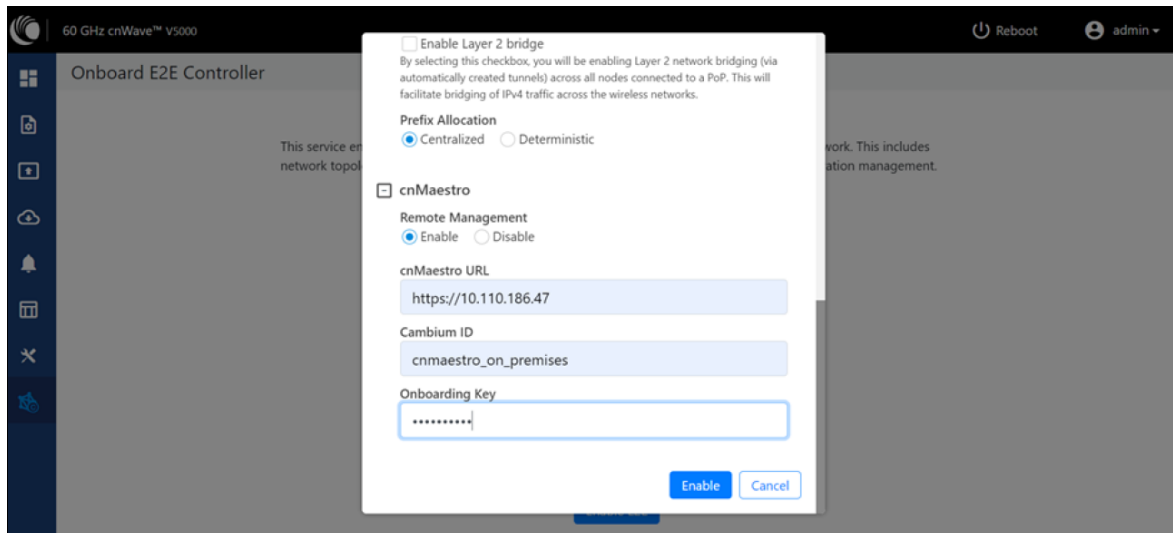 60 GHz cnWave™ V5000
Reboot
admin
Onboard E2E Controller
Enable Layer 2 bridge
By selecting this checkbox, you will be enabling Layer 2 network bridging (via
automatically created tunnels) across all nodes connected to a PoP. This will
facilitate bridging of IPv4 traffic across the wireless networks.
Prefix Allocation
Centralized Deterministic
This service en
work. This includes
network topol
ation management.
cnMaestro
Remote Management
Enable Disable
cnMaestro URL
https://10.110.186.47
Cambium ID
cnmaestro_on_premises
Onboarding Key
••••••••••
Enable Cancel